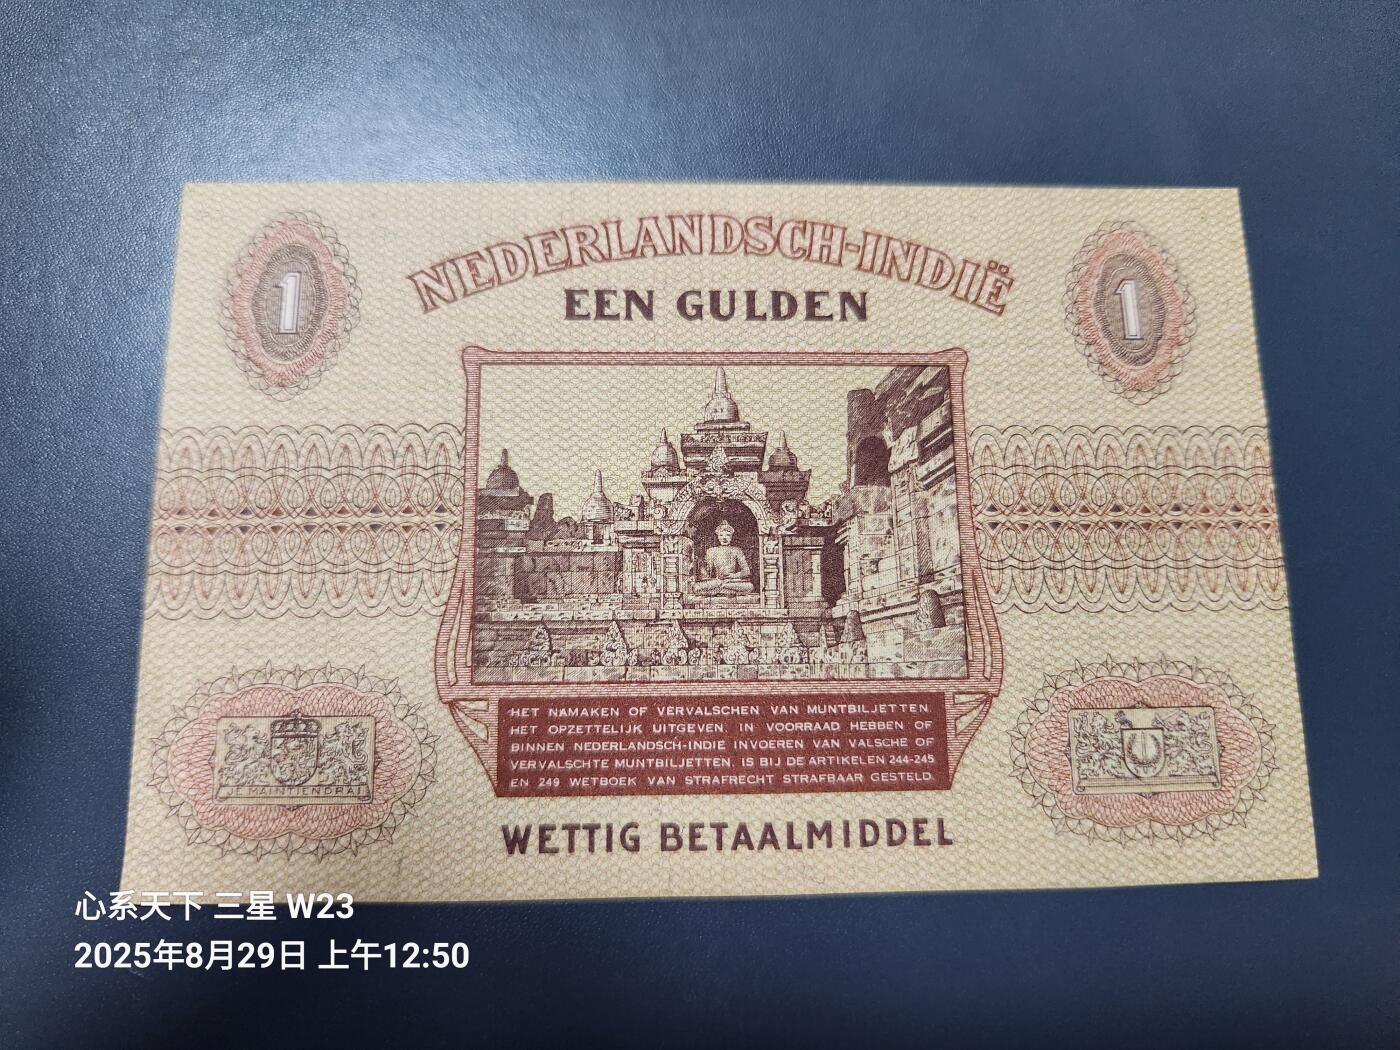 NEDERLANDSCH-INDIË
1
1
EEN GULDEN
HET NAMAKEN OF VERVALSCHEN VAN MUNTBILJETTEN,
HET OPZETTELIJK UITGEVEN, IN VOORRAAD HEBBEN OF
BINNEN NEDERLANDSCH-INDIE INVOEREN VAN VALSCHE OF
VERVALSCHTE MUNTBILJETTEN, IS BIJ DE ARTIKELEN 244-245
EN 249 WETBOEK VAN STRAFRECHT STRAFBAAR GESTELD.
JE MAINTIENDRAI
WETTIG BETAALMIDDEL
心系天下 三星 W23
2025年8月29日 上午12:50